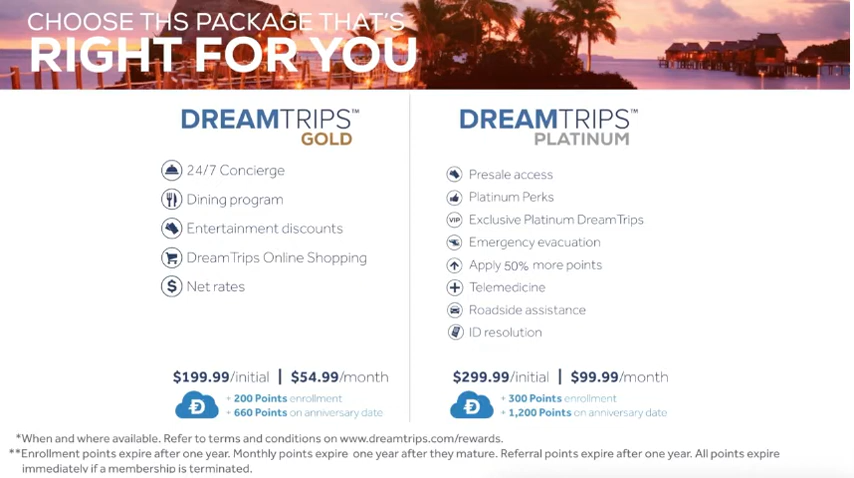 CHOOSE THS PACKAGE THAT'S
RIGHT FOR YOU
DREAMTRIPS™
GOLD
24/7 Concierge
Dining program
Entertainment discounts
DreamTrips Online Shopping
Net rates
$199.99/initial | $54.99/month
+ 200 Points enrollment
+ 660 Points on anniversary date
DREAMTRIPS™
PLATINUM
Presale access
Platinum Perks
VIP Exclusive Platinum DreamTrips
Emergency evacuation
Apply 50% more points
Telemedicine
Roadside assistance
ID resolution
$299.99/initial | $99.99/month
+ 300 Points enrollment
+ 1,200 Points on anniversary date
*When and where available. Refer to terms and conditions on www.dreamtrips.com/rewards.
**Enrollment points expire after one year. Monthly points expire one year after they mature. Referral points expire after one year. All points expire
immediately if a membership is terminated.